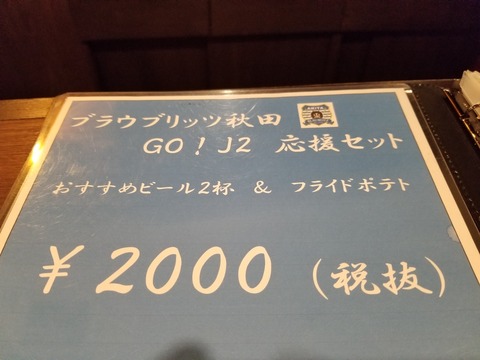 ブラウブリッツ秋田
GO！J2 応援セット
おすすめビール2杯 ＆ フライドポテト
￥2000 （税抜）